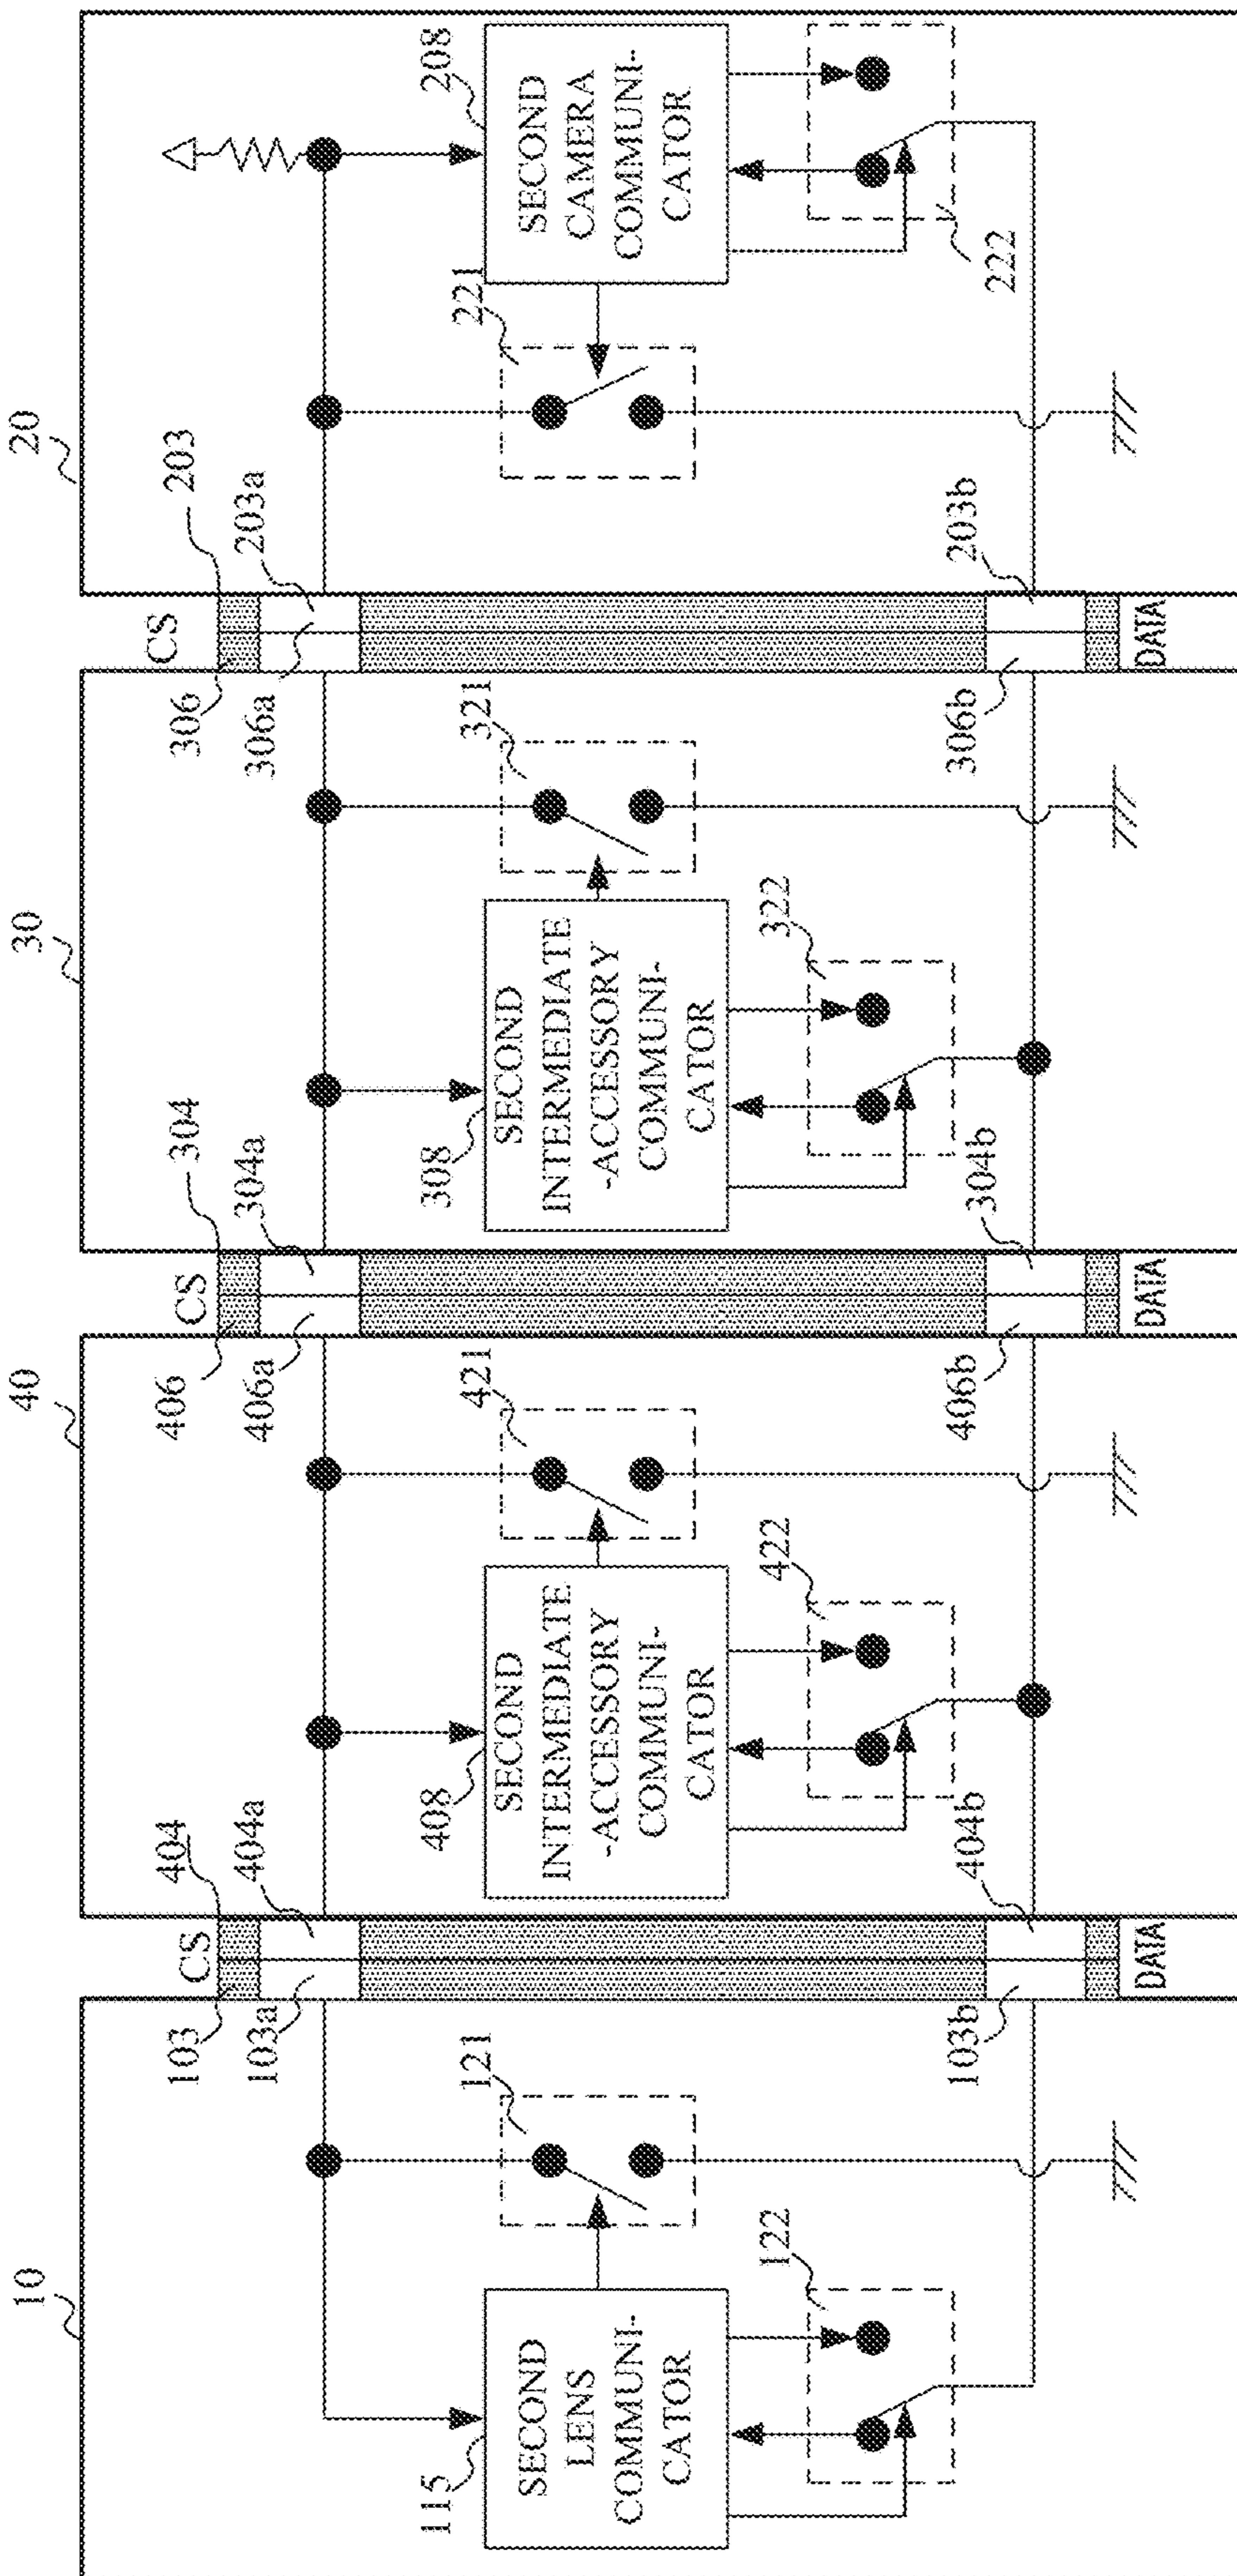 10
40
30
20
CS
CS
CS
103
404
103a
404a
406
304
406a
304a
306
203
306a
203a
115
SECOND
LENS
COMMUNI-
CATOR
121
122
408
SECOND
INTERMEDIATE
-ACCESSORY
COMMUNI-
CATOR
421
422
308
SECOND
INTERMEDIATE
-ACCESSORY
COMMUNI-
CATOR
321
322
221
208
SECOND
CAMERA
COMMUNI-
CATOR
222
103b
404b
406b
304b
306b
203b
DATA
DATA
DATA